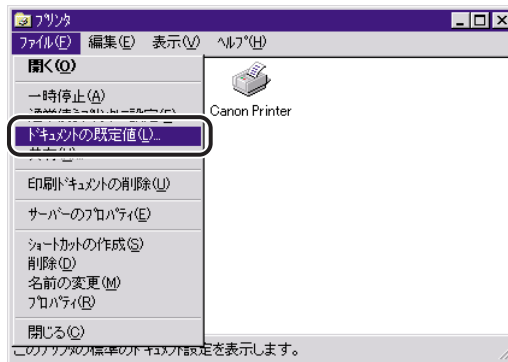 プリンタ
ファイル(F) 編集(E) 表示(V) ヘルプ(H)
開く(O)
一時停止(A)
Canon Printer
ドキュメントの既定値(L)...
印刷ドキュメントの削除(U)
サーバーのプロパティ(E)
ショートカットの作成(S)
削除(D)
名前の変更(M)
プロパティ(R)
閉じる(C)
このプリンタの標準のドキュメント設定を表示します。